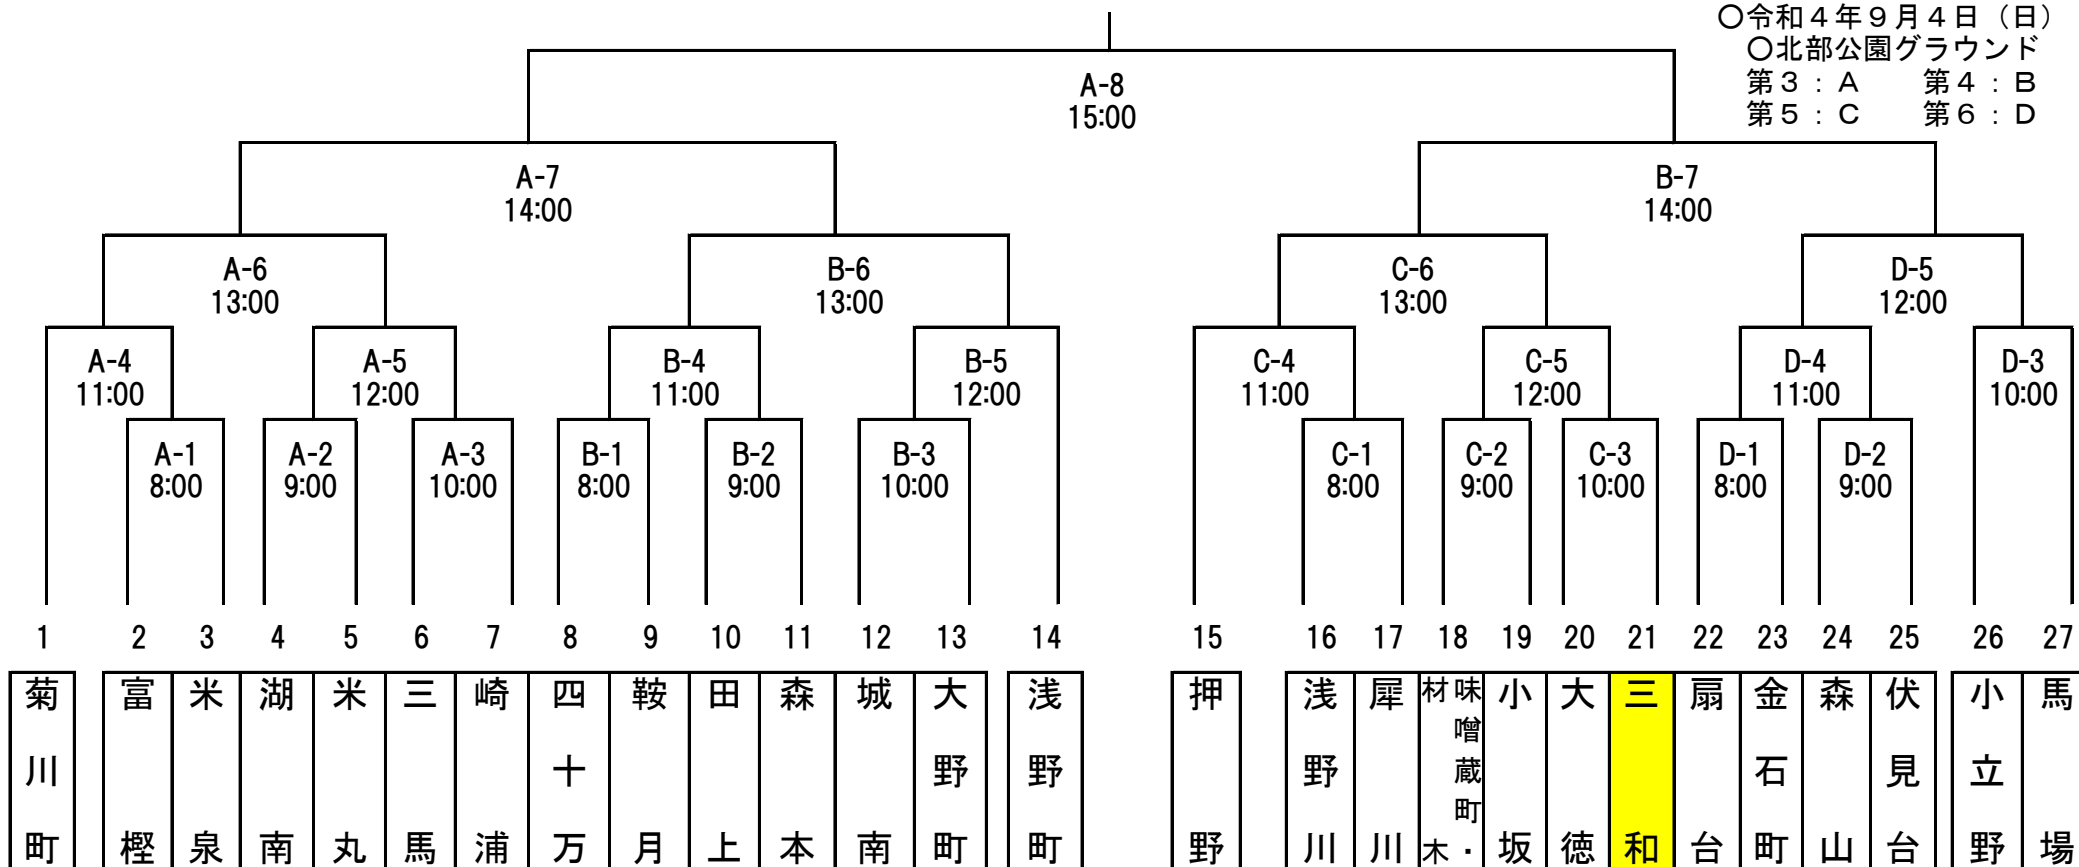 〇令和４年９月４日（日）
〇北部公園グラウンド
第３：Ａ　第４：Ｂ
第５：Ｃ　第６：Ｄ
A-8
15:00
A-7
14:00
B-7
14:00
A-6
13:00
B-6
13:00
C-6
13:00
D-5
12:00
A-4
11:00
A-5
12:00
B-4
11:00
B-5
12:00
C-4
11:00
C-5
12:00
D-4
11:00
D-3
10:00
A-1
8:00
A-2
9:00
A-3
10:00
B-1
8:00
B-2
9:00
B-3
10:00
C-1
8:00
C-2
9:00
C-3
10:00
D-1
8:00
D-2
9:00
1 2 3 4 5 6 7 8 9 10 11 12 13 14 15 16 17 18 19 20 21 22 23 24 25 26 27
菊川町
富樫
米泉
湖南
米丸
三馬
崎浦
四十万
鞍月
田上
森本
城南
大野町
浅野町
押野
浅野川
犀川
味噌蔵町・
材木
小坂
大徳
三和
扇台
金石町
森山
伏見台
小立野
馬場